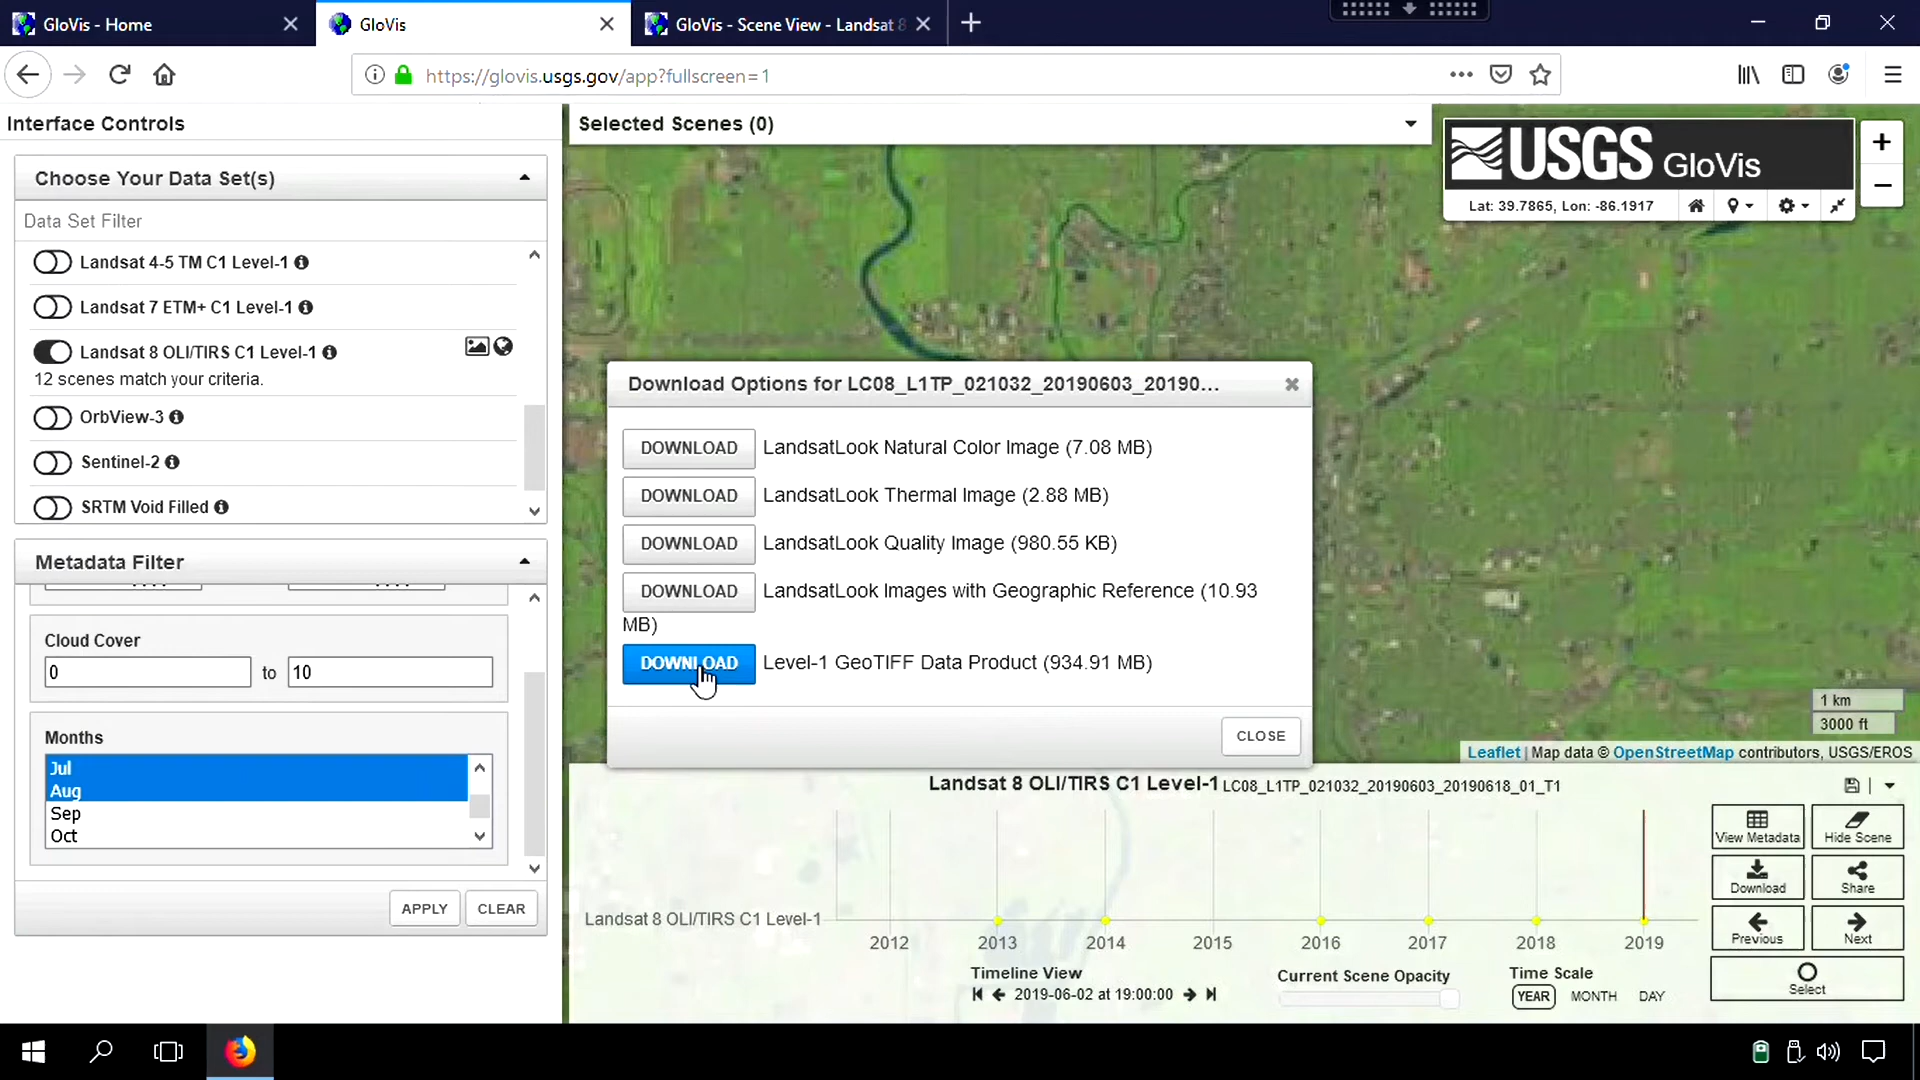 GloVis - Home
GloVis
GloVis - Scene View - Landsat 8
https://glovis.usgs.gov/app?fullscreen=1
Interface Controls
Choose Your Data Set(s)
Data Set Filter
Landsat 4-5 TM C1 Level-1
Landsat 7 ETM+ C1 Level-1
Landsat 8 OLI/TIRS C1 Level-1
12 scenes match your criteria.
OrbView-3
Sentinel-2
SRTM Void Filled
Metadata Filter
Cloud Cover
0 to 10
Months
Jul
Aug
Sep
Oct
APPLY CLEAR
Selected Scenes (0)
USGS GloVis
Lat: 39.7865, Lon: -86.1917
+
−
Download Options for LC08_L1TP_021032_20190603_20190...
DOWNLOAD LandsatLook Natural Color Image (7.08 MB)
DOWNLOAD LandsatLook Thermal Image (2.88 MB)
DOWNLOAD LandsatLook Quality Image (980.55 KB)
DOWNLOAD LandsatLook Images with Geographic Reference (10.93
MB)
DOWNLOAD Level-1 GeoTIFF Data Product (934.91 MB)
CLOSE
1 km
3000 ft
Leaflet | Map data © OpenStreetMap contributors, USGS/EROS
Landsat 8 OLI/TIRS C1 Level-1 LC08_L1TP_021032_20190603_20190618_01_T1
Landsat 8 OLI/TIRS C1 Level-1
2012 2013 2014 2015 2016 2017 2018 2019
Timeline View
2019-06-02 at 19:00:00
Current Scene Opacity
Time Scale
YEAR MONTH DAY
View Metadata
Hide Scene
Download
Share
Previous
Next
Select